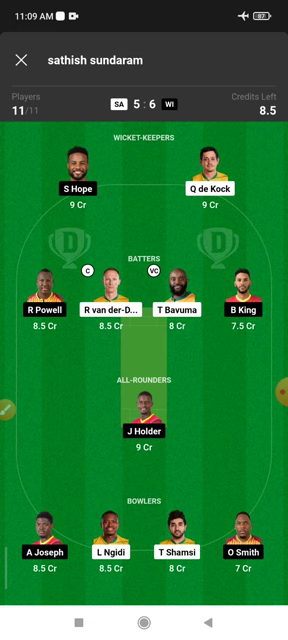 11:09 AM
87
sathish sundaram
Players
Credits Left
11/11
SA 5 : 6 WI
8.5
WICKET-KEEPERS
S Hope
Q de Kock
9 Cr
9 Cr
D
D
BATTERS
C
VC
R Powell
R van der-D...
T Bavuma
B King
8.5 Cr
8.5 Cr
8 Cr
7.5 Cr
ALL-ROUNDERS
J Holder
9 Cr
BOWLERS
A Joseph
L Ngidi
T Shamsi
O Smith
8.5 Cr
8.5 Cr
8 Cr
7 Cr